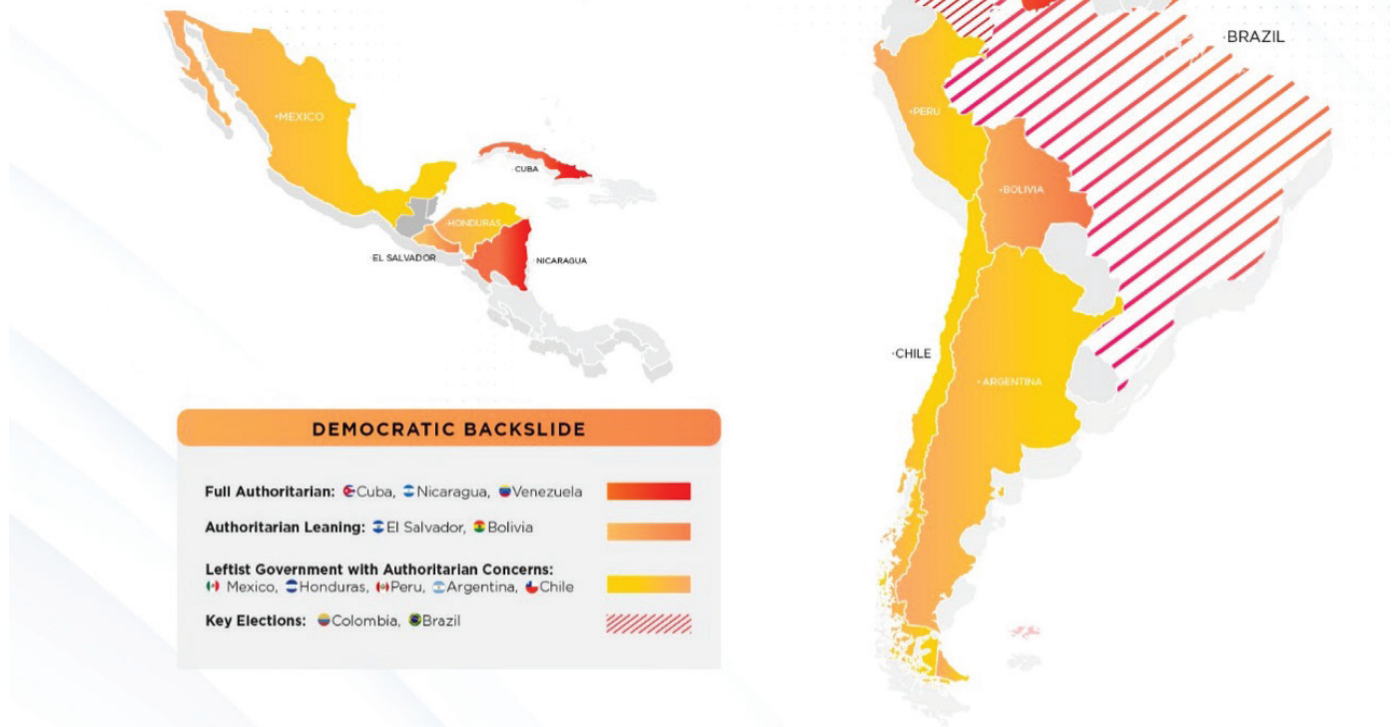 BRAZIL
MEXICO
PERU
CUBA
BOLIVIA
HONDURAS
EL SALVADOR
NICARAGUA
CHILE
ARGENTINA
DEMOCRATIC BACKSLIDE
Full Authoritarian: Cuba, Nicaragua, Venezuela
Authoritarian Leaning: El Salvador, Bolivia
Leftist Government with Authoritarian Concerns:
Mexico, Honduras, Peru, Argentina, Chile
Key Elections: Colombia, Brazil